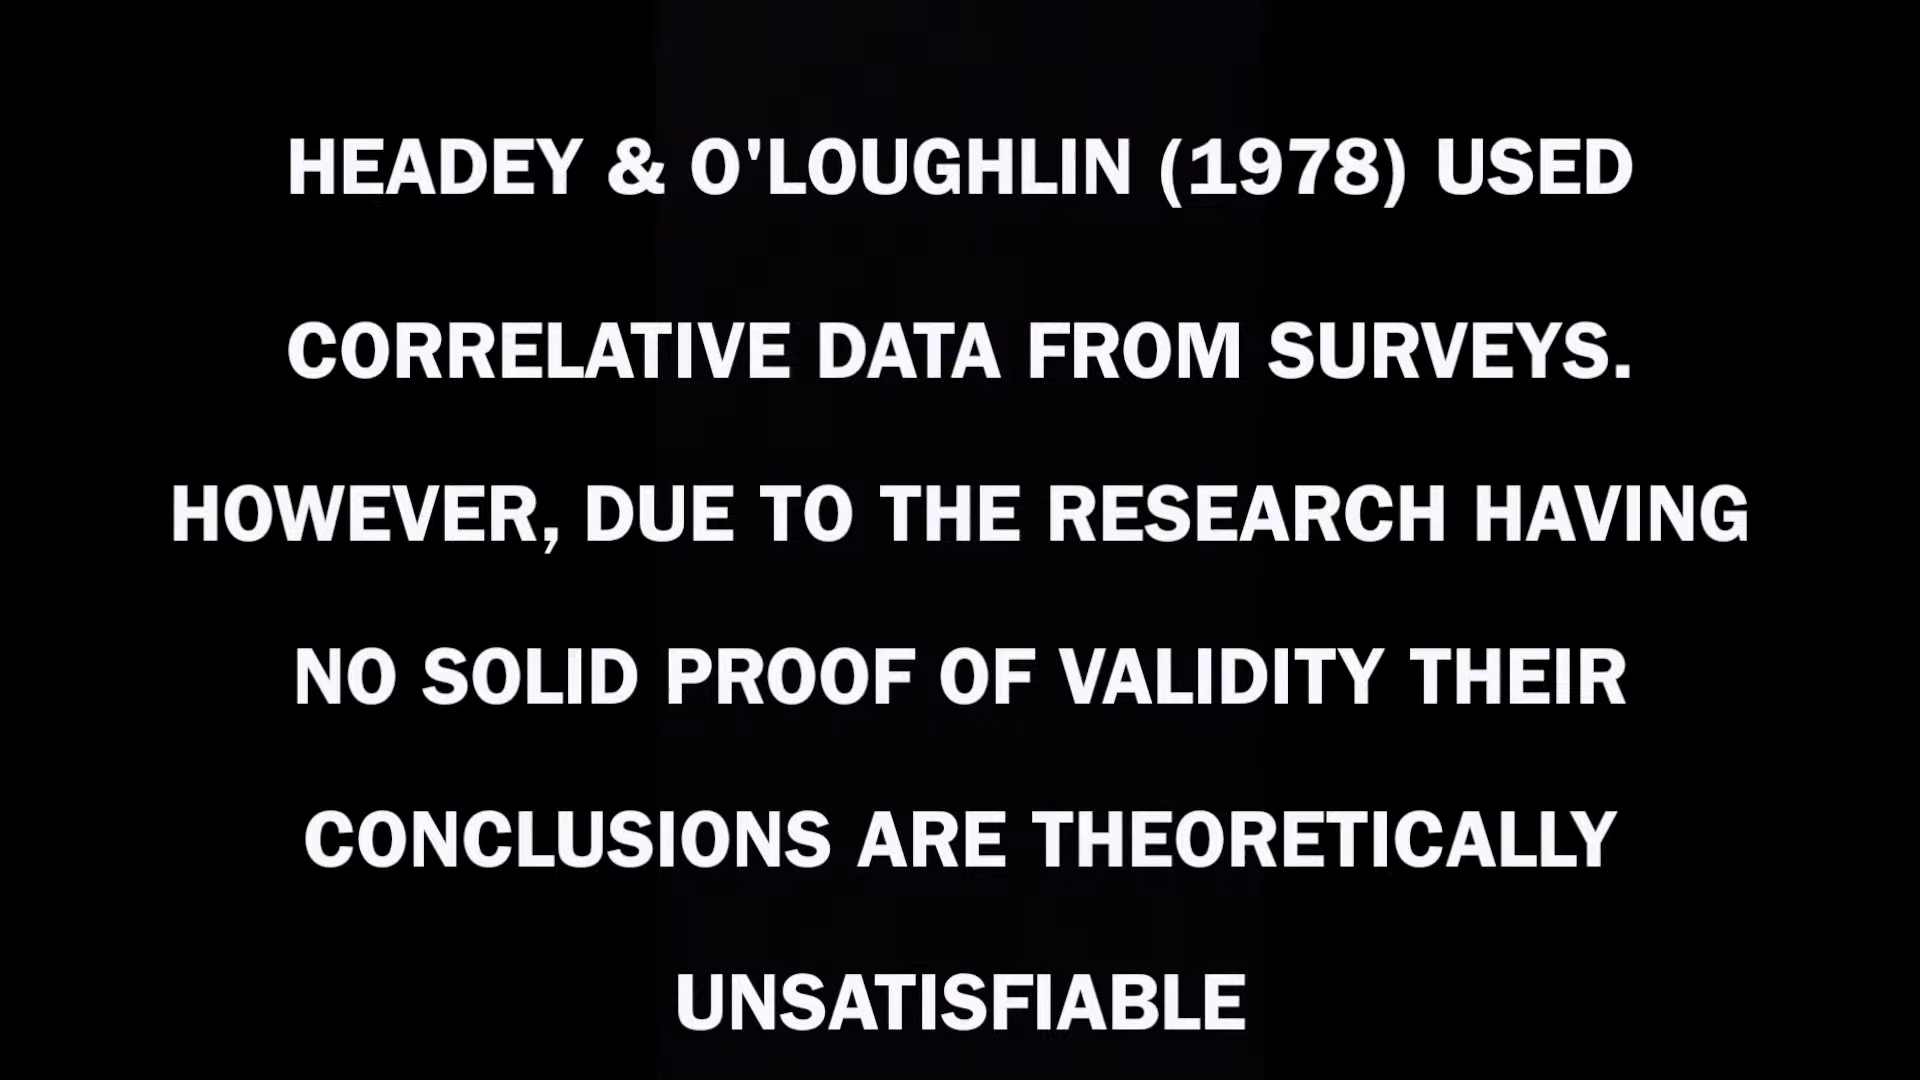 HEADEY & O'LOUGHLIN (1978) USED
CORRELATIVE DATA FROM SURVEYS.
HOWEVER, DUE TO THE RESEARCH HAVING
NO SOLID PROOF OF VALIDITY THEIR
CONCLUSIONS ARE THEORETICALLY
UNSATISFIABLE